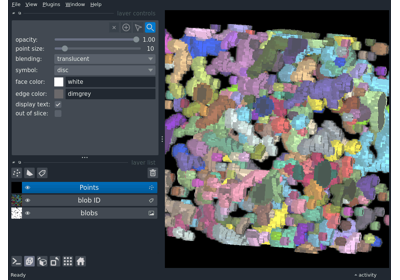 File View Plugins Window Help
layer controls
opacity: 1.00
point size: 10
blending: translucent
symbol: disc
face color: white
edge color: dimgrey
display text:
out of slice:
layer list
Points
blob ID
blobs
Ready
activity